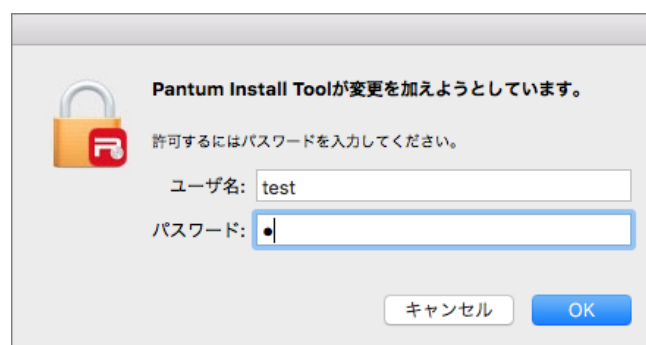 Pantum Install Toolが変更を加えようとしています。
許可するにはパスワードを入力してください。
ユーザ名: test
パスワード: ●
キャンセル OK